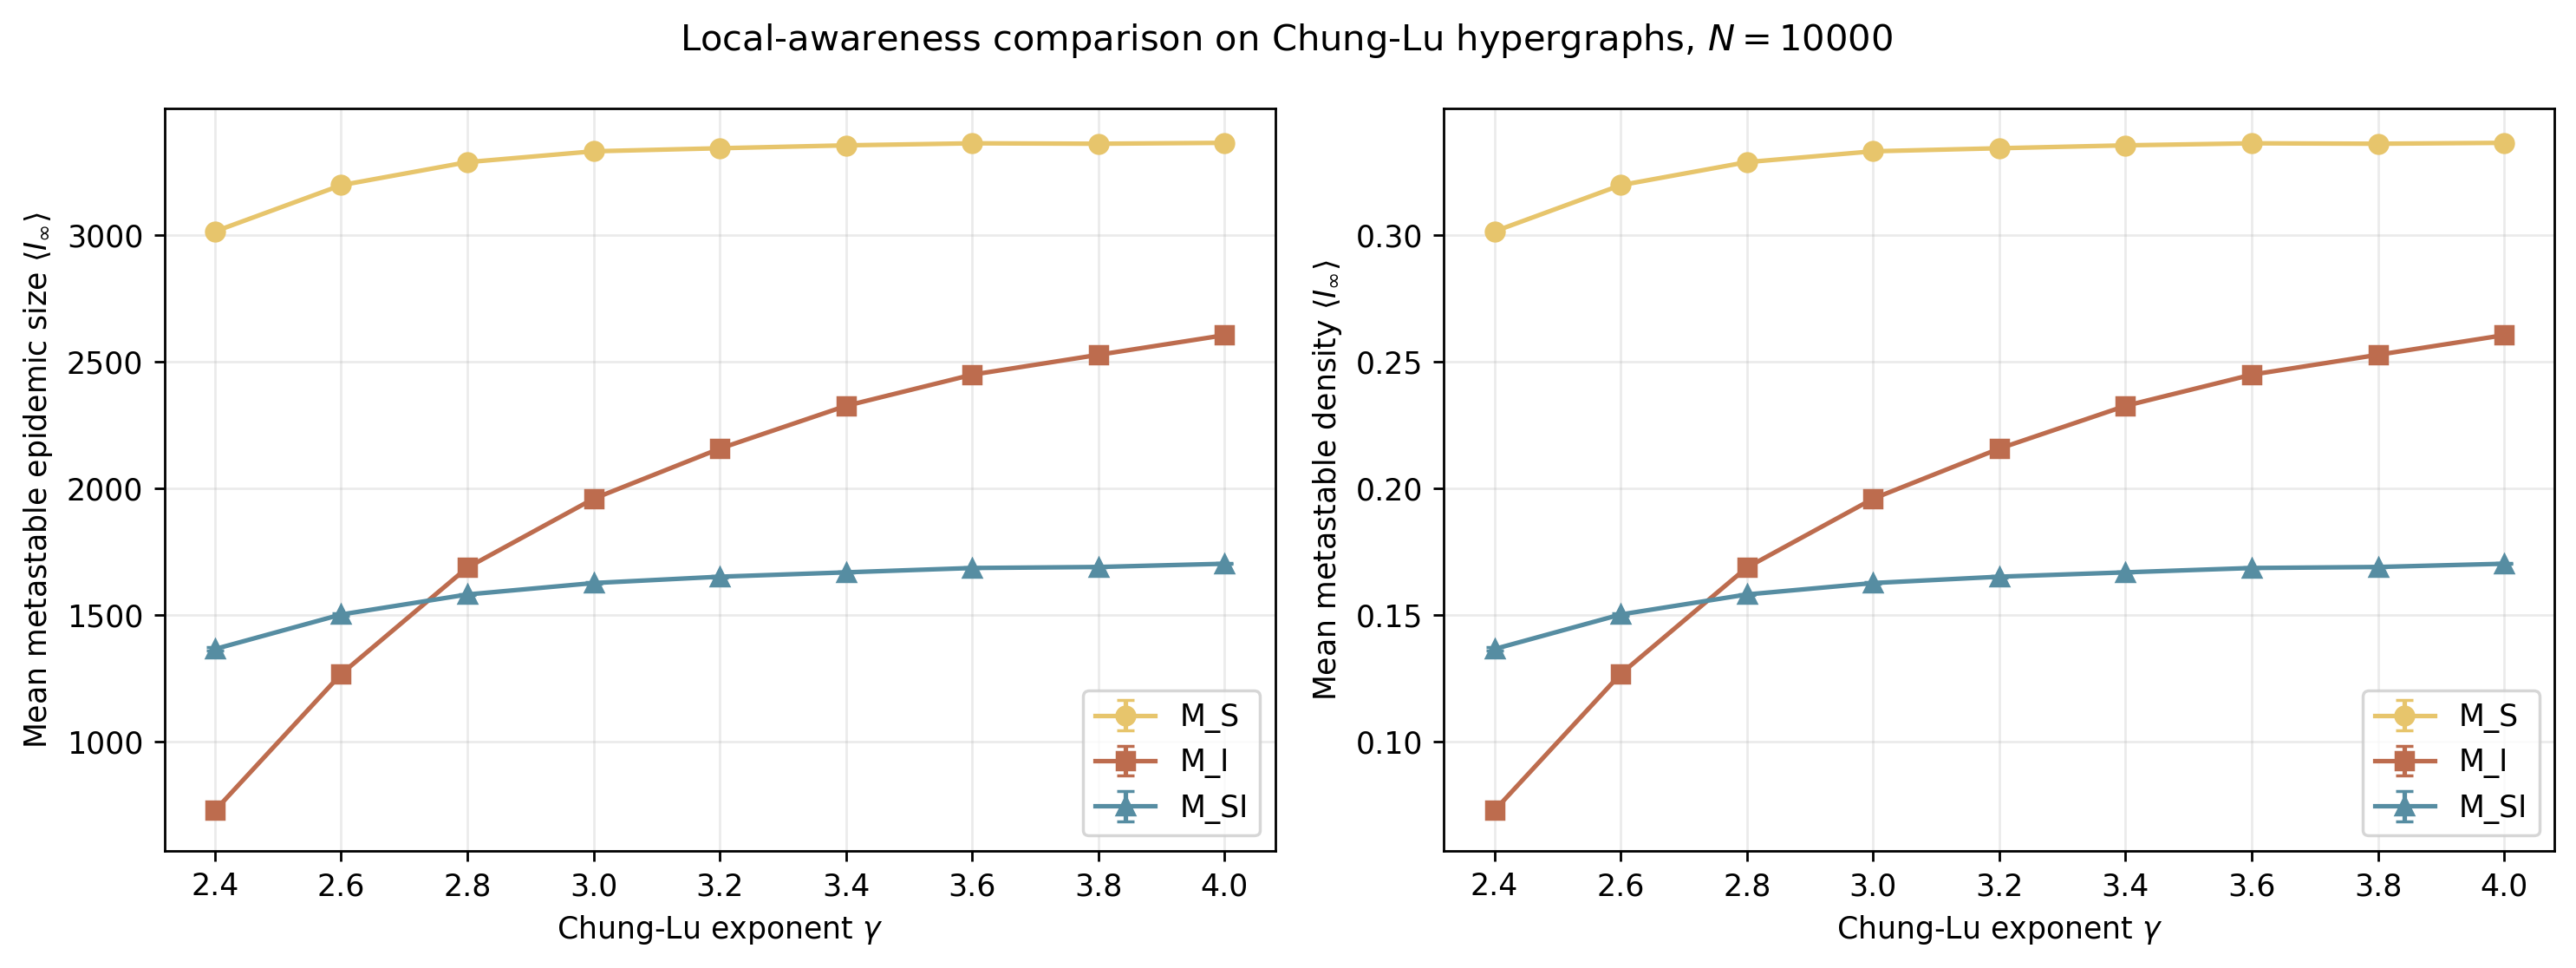 Local-awareness comparison on Chung-Lu hypergraphs, N = 10000
Mean metastable epidemic size ⟨I∞⟩
3000
2500
2000
1500
1000
2.4 2.6 2.8 3.0 3.2 3.4 3.6 3.8 4.0
Chung-Lu exponent γ
M_S
M_I
M_SI
Mean metastable density ⟨I∞⟩
0.30
0.25
0.20
0.15
0.10
2.4 2.6 2.8 3.0 3.2 3.4 3.6 3.8 4.0
Chung-Lu exponent γ
M_S
M_I
M_SI